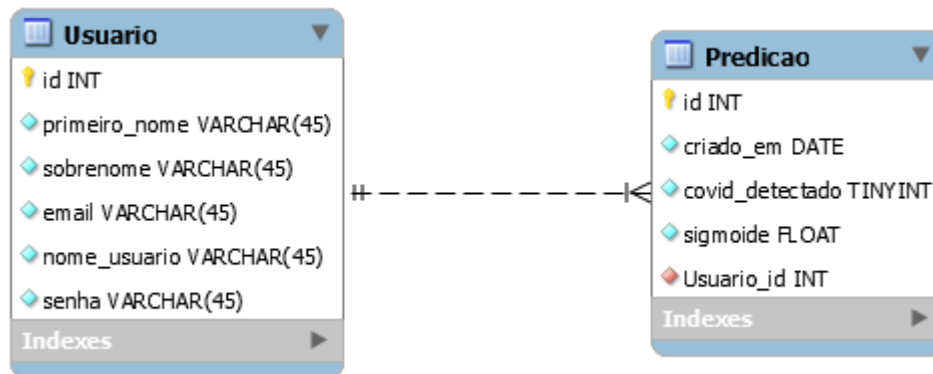 Usuario
id INT
primeiro_nome VARCHAR(45)
sobrenome VARCHAR(45)
email VARCHAR(45)
nome_usuario VARCHAR(45)
senha VARCHAR(45)
Indexes
Predicao
id INT
criado_em DATE
covid_detectado TINYINT
sigmoide FLOAT
Usuario_id INT
Indexes